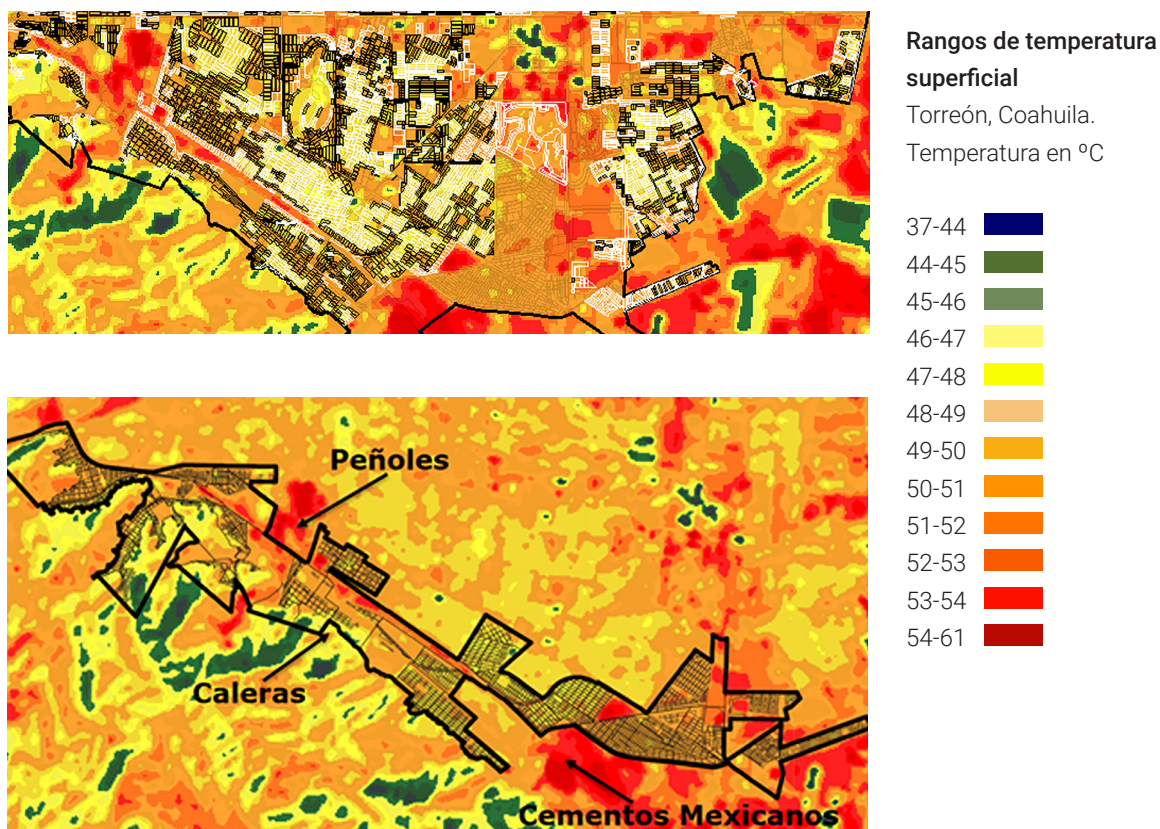 Rangos de temperatura
superficial
Torreón, Coahuila.
Temperatura en ºC
37-44
44-45
45-46
46-47
47-48
48-49
49-50
50-51
51-52
52-53
53-54
54-61
Peñoles
Caleras
Cementos Mexicanos